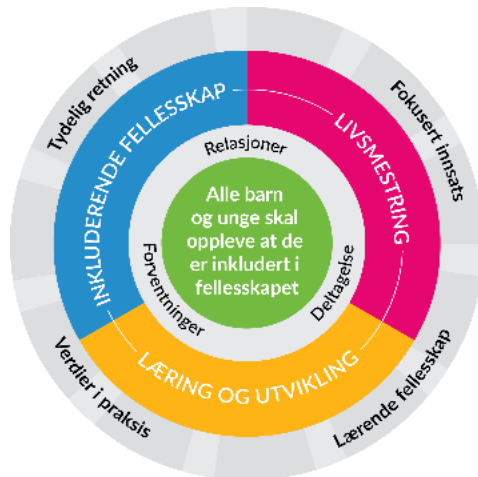 Tydelig retning
Fokusert innsats
INKLUDERENDE FELLESSKAP
LIVSMESTRING
Relasjoner
Alle barn
og unge skal
oppleve at de
er inkludert i
fellesskapet
Forventninger
Deltagelse
LÆRING OG UTVIKLING
Verdier i praksis
Lærende fellesskap